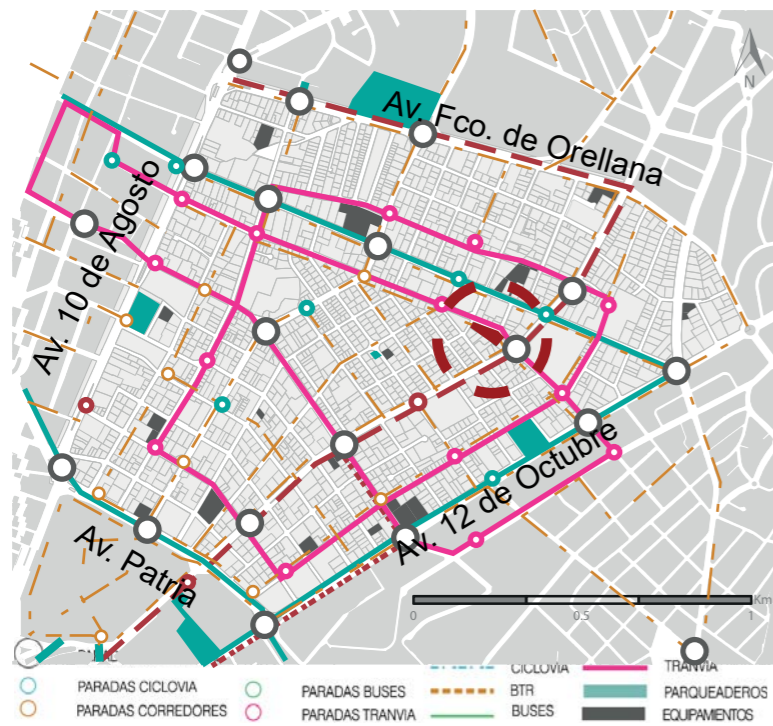 N
Av. Fco. de Orellana
Av. 10 de Agosto
Av. 12 de Octubre
Av. Patria
Km
0
0.5
1
CICLOVIA
TRANVIA
PARADAS CICLOVIA
PARADAS BUSES
BTR
PARQUEADEROS
PARADAS CORREDORES
PARADAS TRANVIA
BUSES
EQUIPAMENTOS